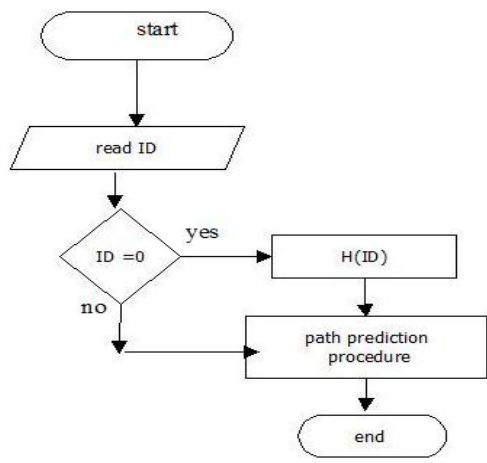 start
read ID
ID =0
yes
H(ID)
no
path prediction
procedure
end